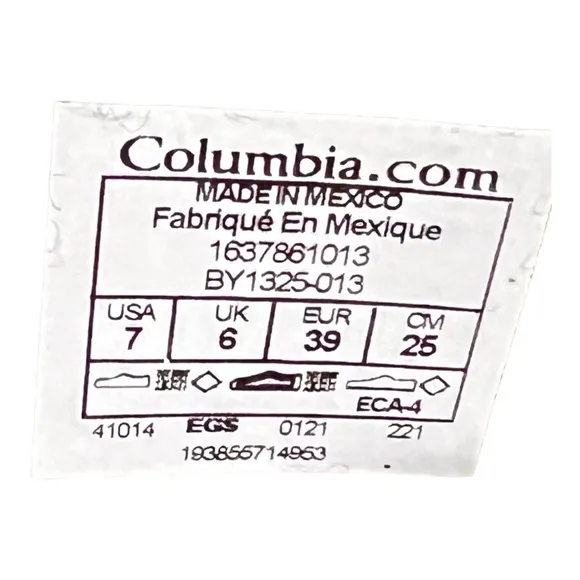 Columbia.com
MADE IN MEXICO
Fabriqué En Mexique
1637861013
BY1325-013
USA UK EUR CM
7 6 39 25
ECA-4
41014 EGS 0121 221
193855714953